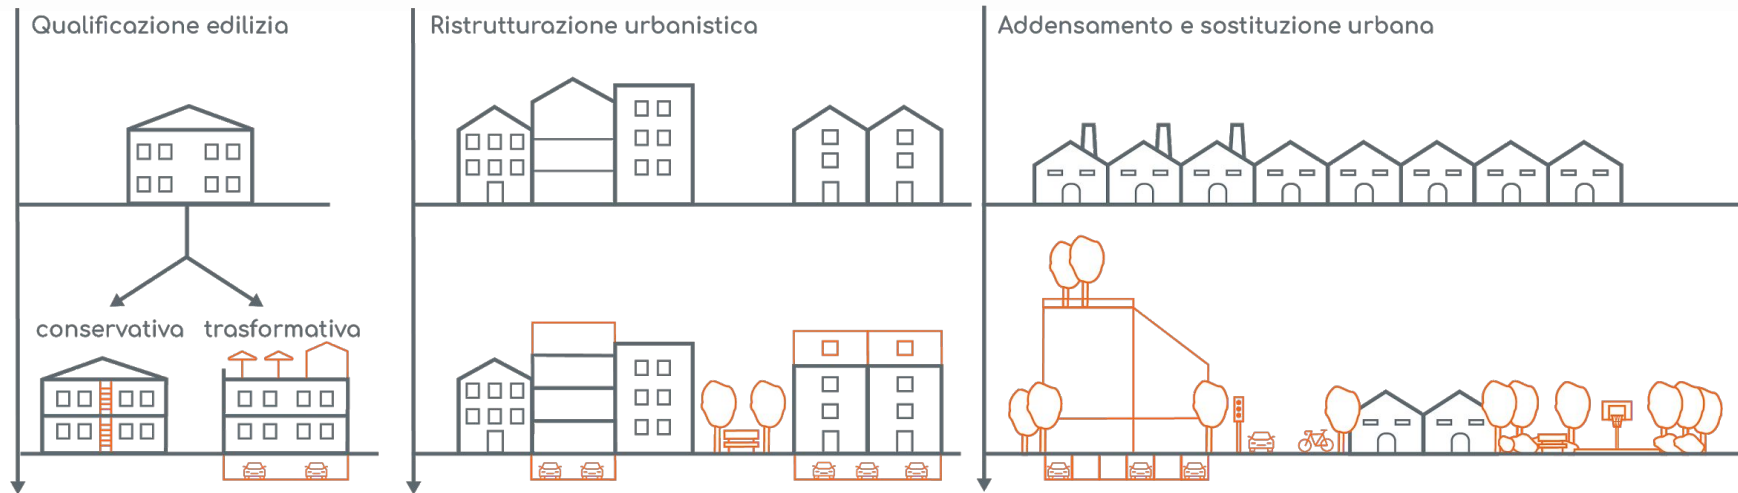 Qualificazione edilizia
Ristrutturazione urbanistica
Addensamento e sostituzione urbana
conservativa
trasformativa